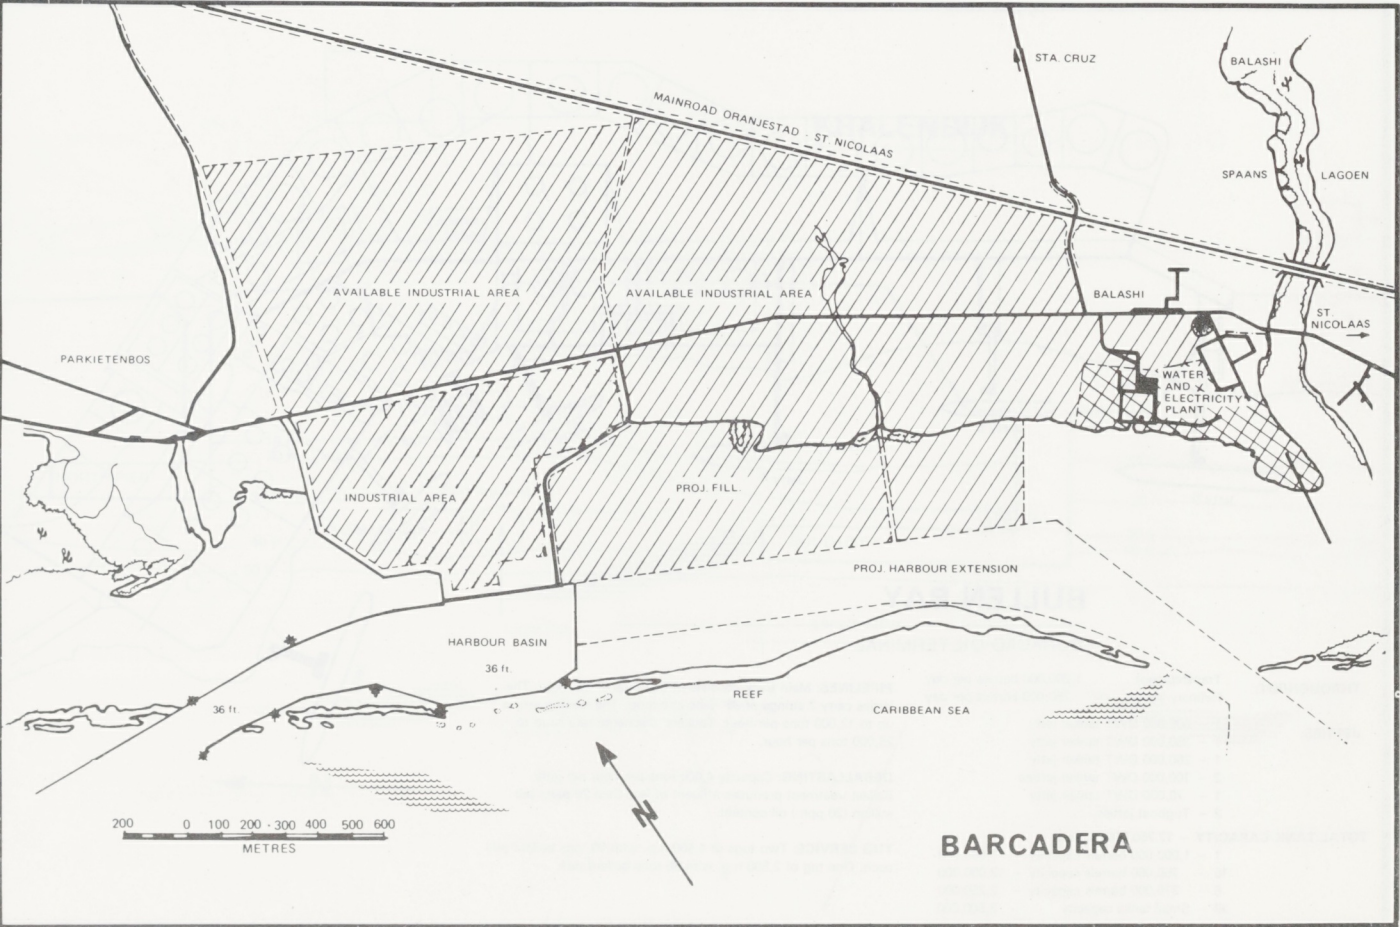 STA. CRUZ
BALASHI
MAINROAD ORANJESTAD - ST. NICOLAAS
SPAANS LAGOEN
AVAILABLE INDUSTRIAL AREA
AVAILABLE INDUSTRIAL AREA
BALASHI
ST.
NICOLAAS
PARKIETENBOS
WATER
AND
ELECTRICITY
PLANT
INDUSTRIAL AREA
PROJ. FILL.
PROJ. HARBOUR EXTENSION
HARBOUR BASIN
36 ft.
36 ft.
REEF
CARIBBEAN SEA
N
200 0 100 200 300 400 500 600
METRES
BARCADERA